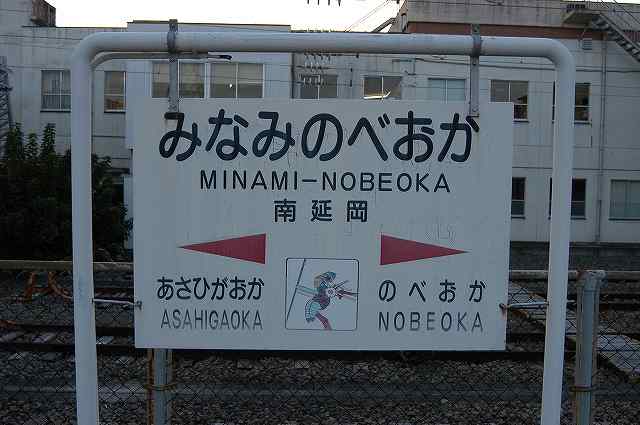 みなみのべおか
MINAMI-NOBEOKA
南延岡
あさひがおか
ASAHIGAOKA
のべおか
NOBEOKA